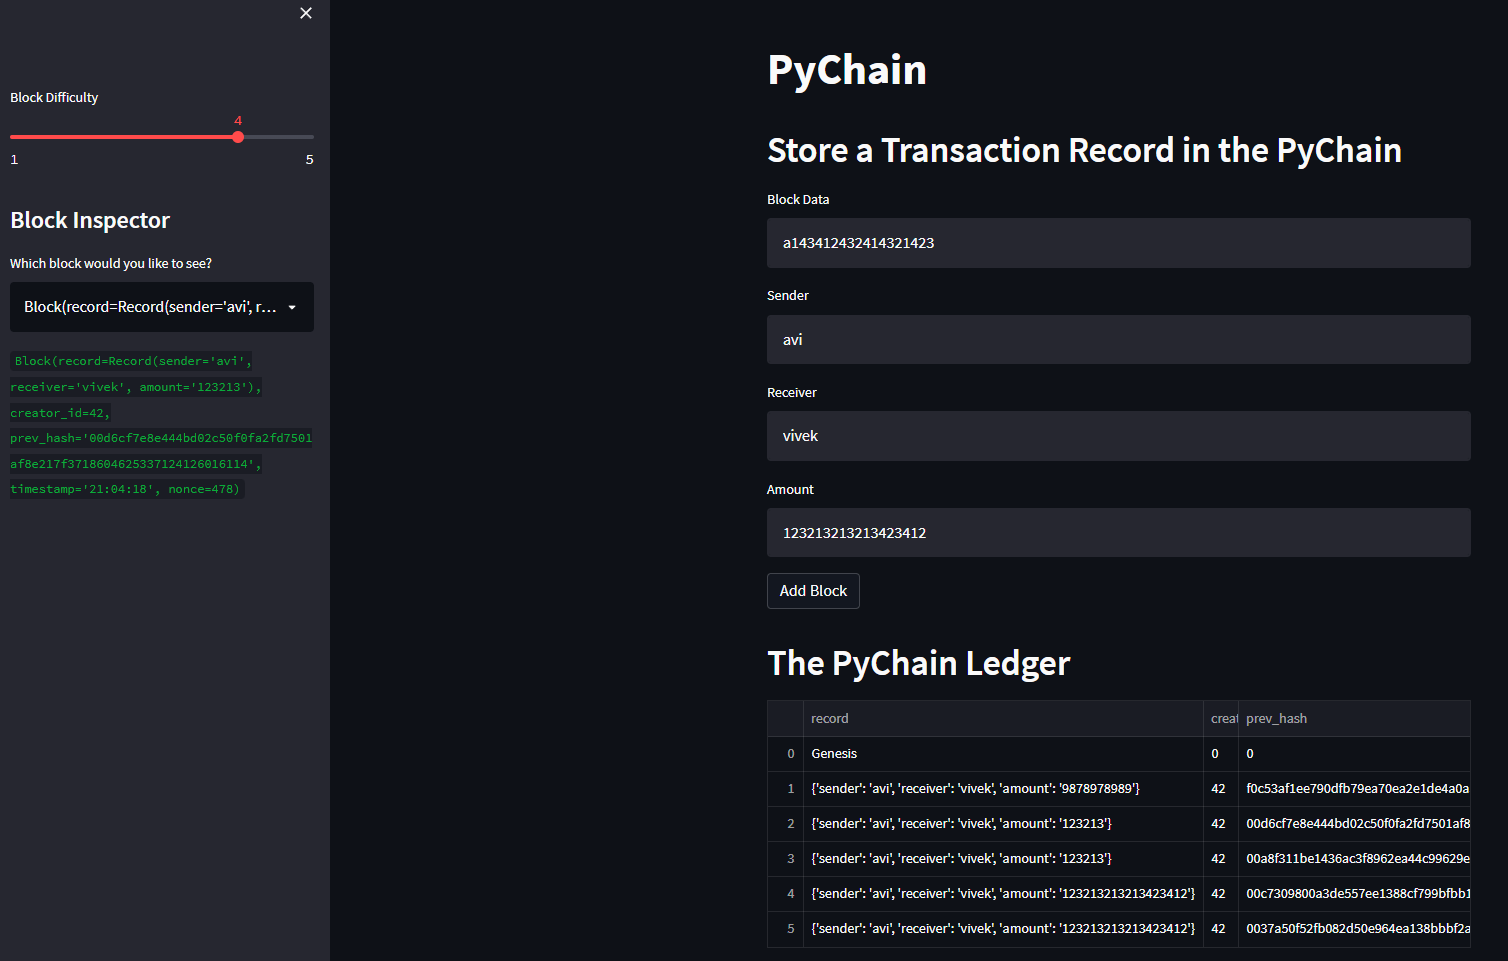 Block Difficulty
4
1 5
Block Inspector
Which block would you like to see?
Block(record=Record(sender='avi', r...
Block(record=Record(sender='avi',
receiver='vivek', amount='123213'),
creator_id=42,
prev_hash='00d6cf7e8e444bd02c50f0fa2fd7501
af8e217f3718604625337124126016114',
timestamp='21:04:18', nonce=478)
PyChain
Store a Transaction Record in the PyChain
Block Data
a143412432414321423
Sender
avi
Receiver
vivek
Amount
123213213213423412
Add Block
The PyChain Ledger
record creat prev_hash
0 Genesis 0 0
1 {'sender': 'avi', 'receiver': 'vivek', 'amount': '9878978989'} 42 f0c53af1ee790dfb79ea70ea2e1de4a0a
2 {'sender': 'avi', 'receiver': 'vivek', 'amount': '123213'} 42 00d6cf7e8e444bd02c50f0fa2fd7501af8
3 {'sender': 'avi', 'receiver': 'vivek', 'amount': '123213'} 42 00a8f311be1436ac3f8962ea44c99629e
4 {'sender': 'avi', 'receiver': 'vivek', 'amount': '123213213213423412'} 42 00c7309800a3de557ee1388cf799bfbb1
5 {'sender': 'avi', 'receiver': 'vivek', 'amount': '123213213213423412'} 42 0037a50f52fb082d50e964ea138bbbf2a